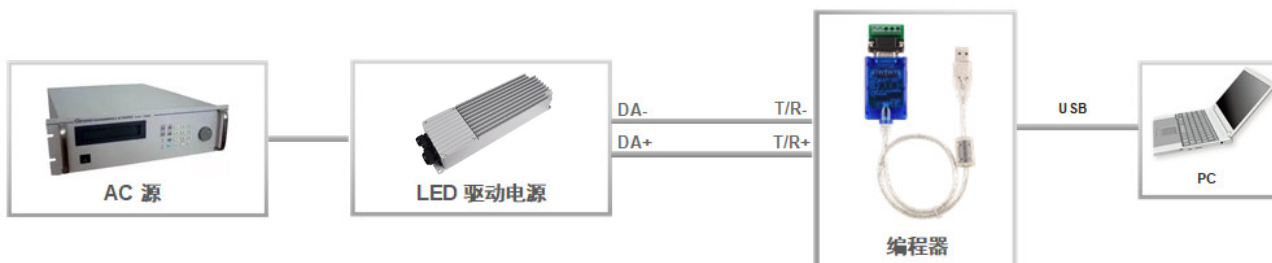 DA-
T/R-
DA+
T/R+
USB
AC 源
LED 驱动电源
编程器
PC